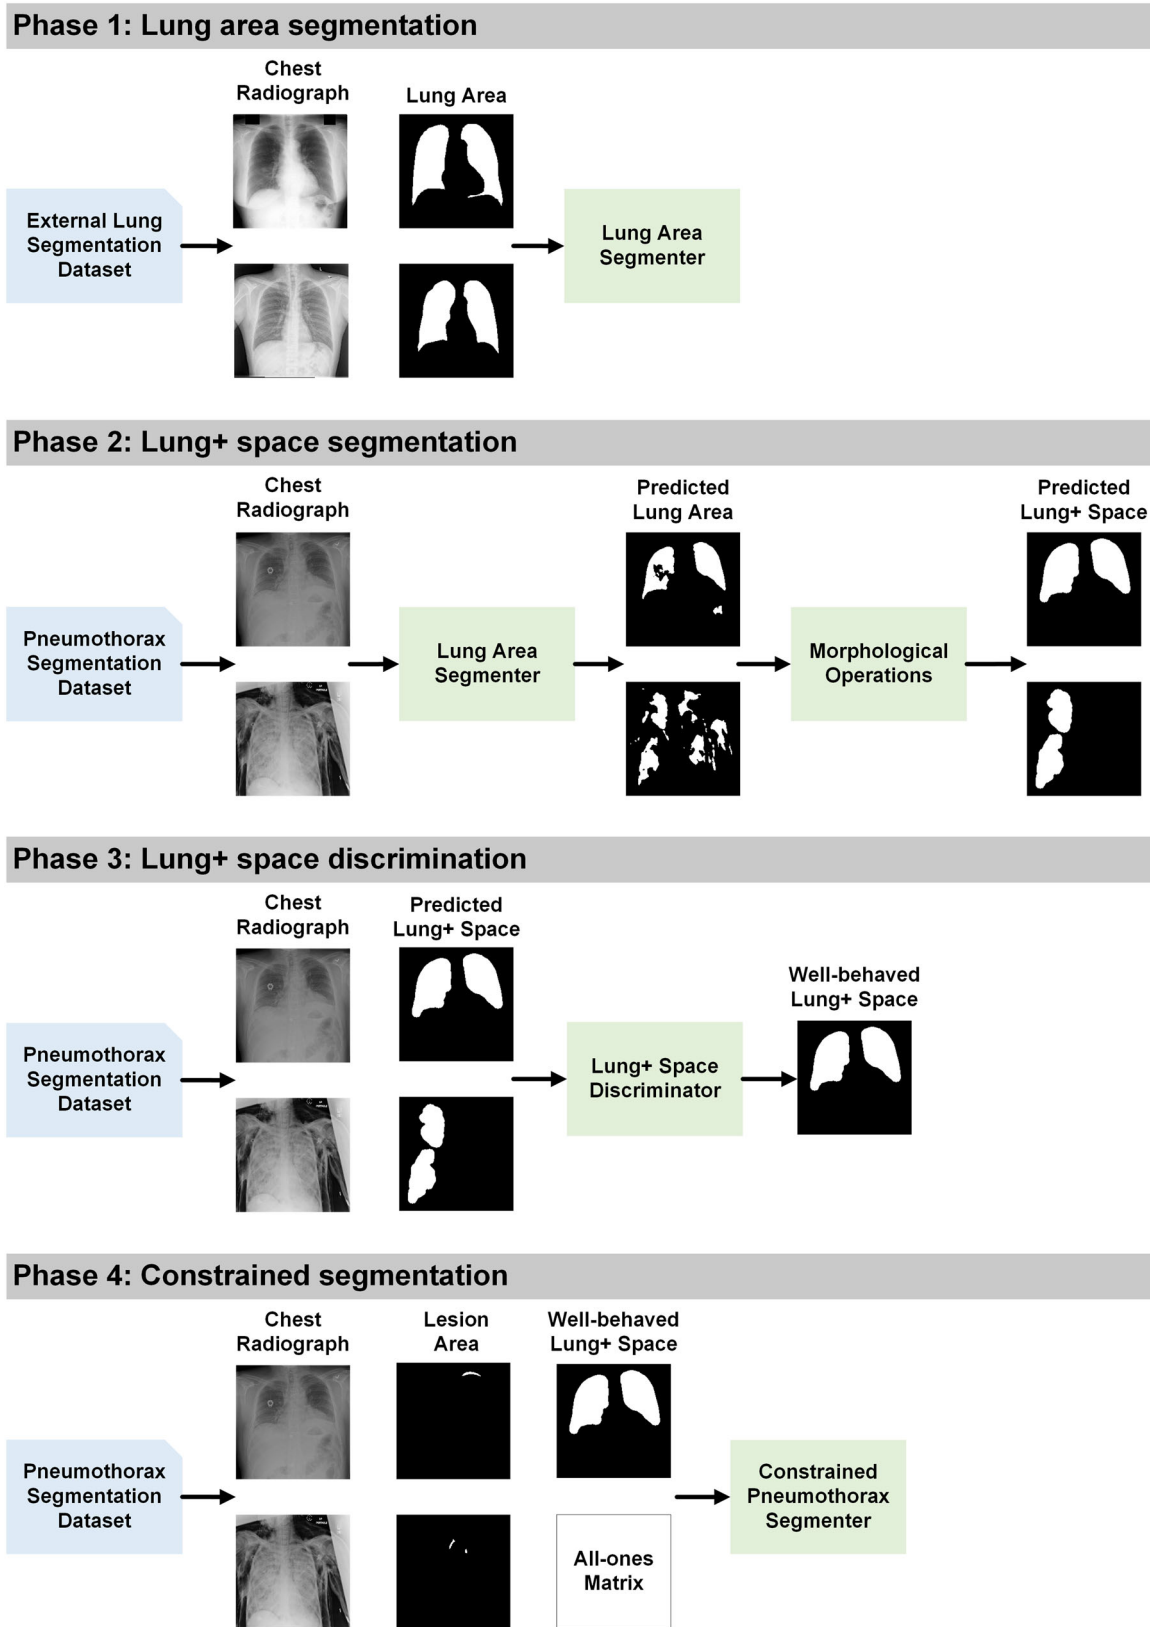 Phase 1: Lung area segmentation
Chest
Radiograph
Lung Area
External Lung
Segmentation
Dataset
Lung Area
Segmenter
Phase 2: Lung+ space segmentation
Chest
Radiograph
Predicted
Lung Area
Predicted
Lung+ Space
Pneumothorax
Segmentation
Dataset
Lung Area
Segmenter
Morphological
Operations
Phase 3: Lung+ space discrimination
Chest
Radiograph
Predicted
Lung+ Space
Well-behaved
Lung+ Space
Pneumothorax
Segmentation
Dataset
Lung+ Space
Discriminator
Phase 4: Constrained segmentation
Chest
Radiograph
Lesion
Area
Well-behaved
Lung+ Space
Pneumothorax
Segmentation
Dataset
Constrained
Pneumothorax
Segmenter
All-ones
Matrix